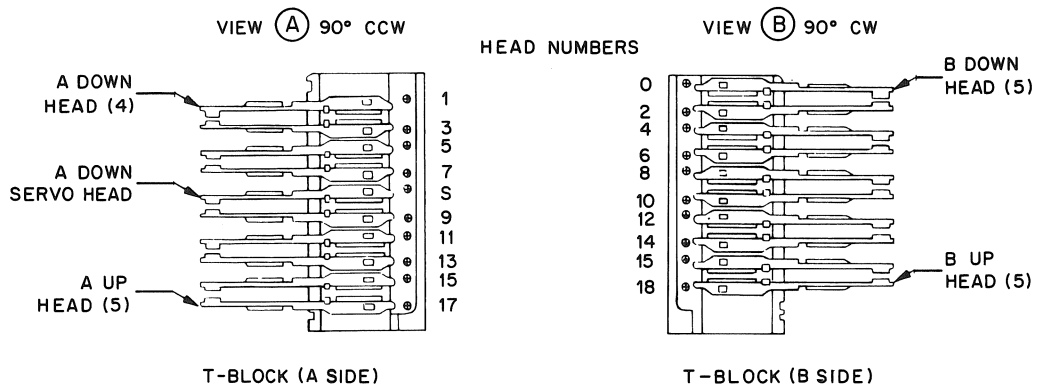 VIEW A 90° CCW
VIEW B 90° CW
HEAD NUMBERS
A DOWN
HEAD (4)
A DOWN
SERVO HEAD
A UP
HEAD (5)
1
3
5
7
S
9
11
13
15
17
0
2
4
6
8
10
12
14
15
18
B DOWN
HEAD (5)
B UP
HEAD (5)
T-BLOCK (A SIDE)
T-BLOCK (B SIDE)